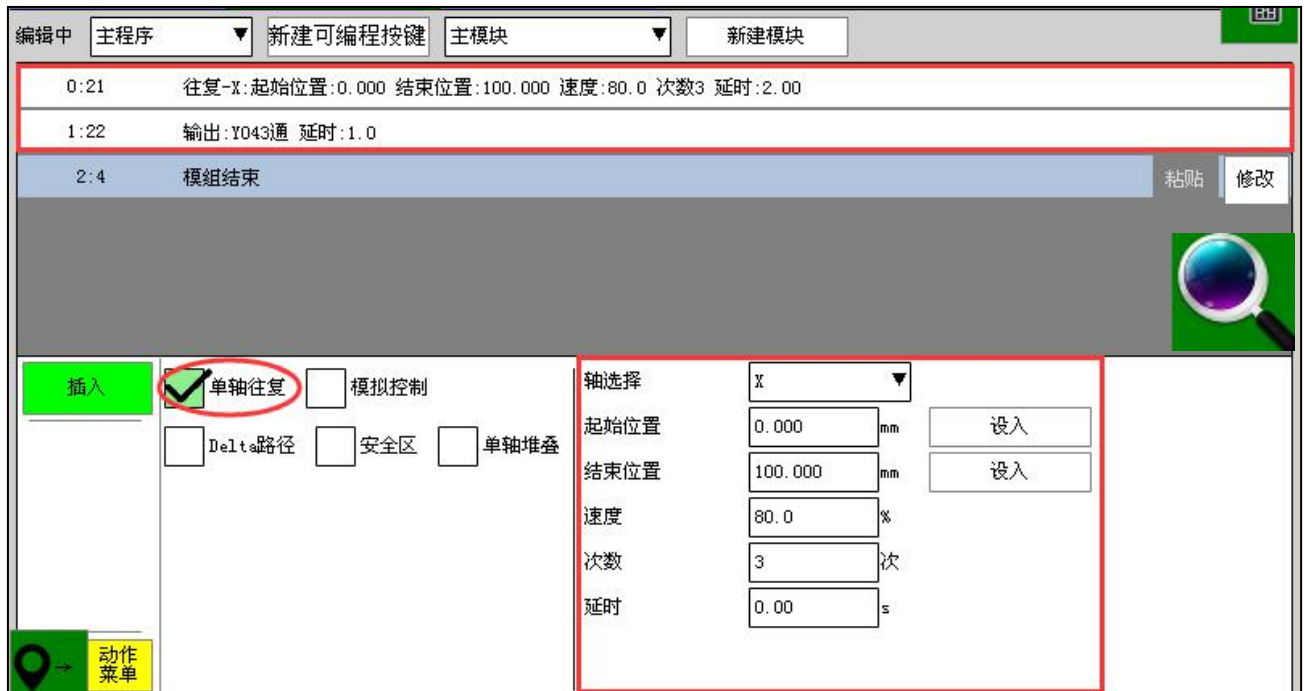 编辑中 主程序 ▼ 新建可编程按键 主模块 ▼ 新建模块
0:21 往复-X:起始位置:0.000 结束位置:100.000 速度:80.0 次数3 延时:2.00
1:22 输出:Y043通 延时:1.0
2:4 模组结束 粘贴 修改
插入 单轴往复 模拟控制 轴选择 X ▼
起始位置 0.000 mm 设入
Delta路径 安全区 单轴堆叠
结束位置 100.000 mm 设入
速度 80.0 %
次数 3 次
延时 0.00 s
动作
菜单